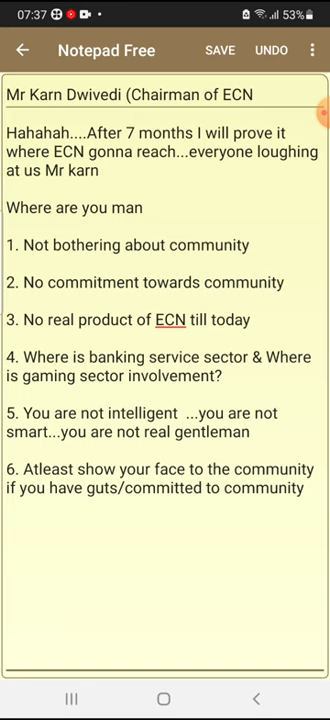 07:37 53%
Notepad Free SAVE UNDO
Mr Karn Dwivedi (Chairman of ECN
Hahahah....After 7 months I will prove it
where ECN gonna reach...everyone loughing
at us Mr karn
Where are you man
1. Not bothering about community
2. No commitment towards community
3. No real product of ECN till today
4. Where is banking service sector & Where
is gaming sector involvement?
5. You are not intelligent ...you are not
smart...you are not real gentleman
6. Atleast show your face to the community
if you have guts/committed to community